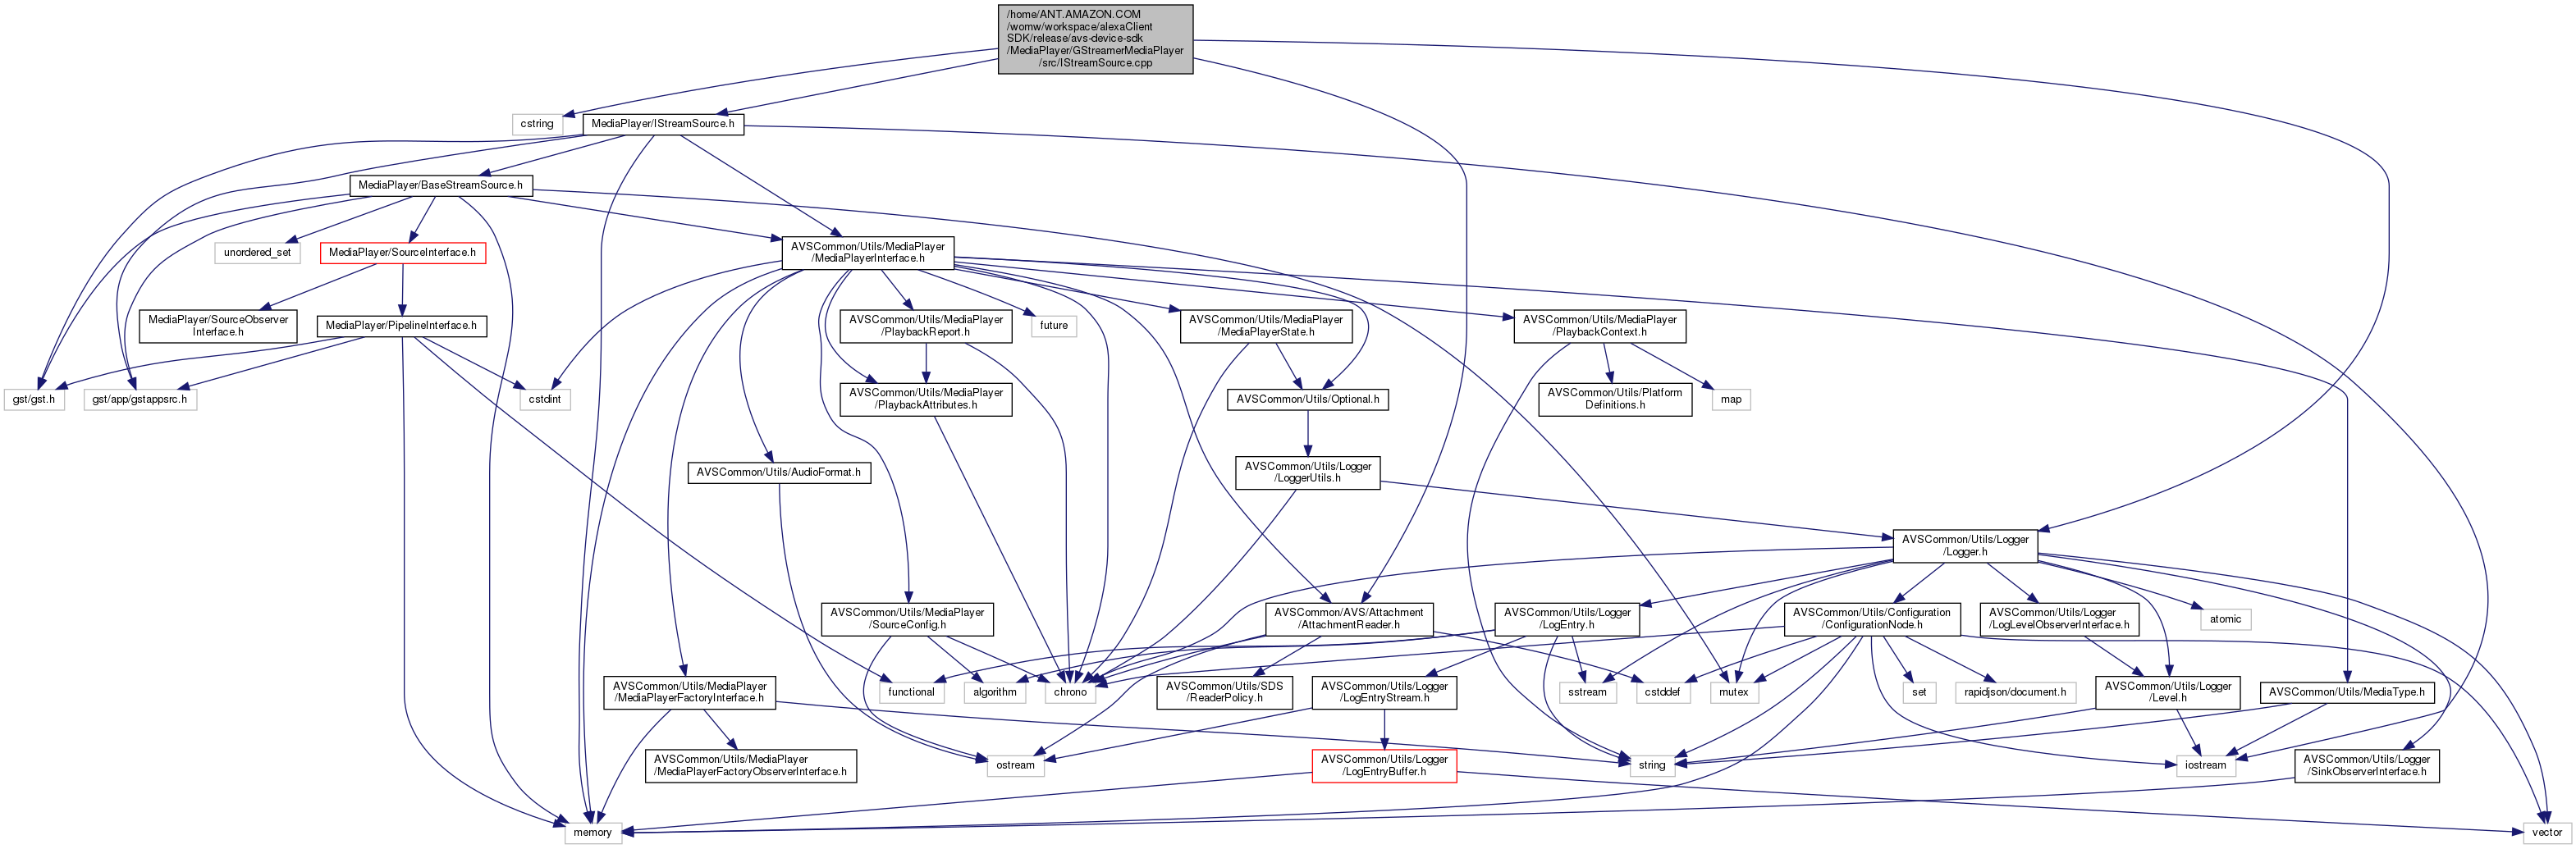 /home/ANT.AMAZON.COM
/womw/workspace/alexaClient
SDK/release/avs-device-sdk
/MediaPlayer/GStreamerMediaPlayer
/src/IStreamSource.cpp
cstring
MediaPlayer/IStreamSource.h
MediaPlayer/BaseStreamSource.h
unordered_set
MediaPlayer/SourceInterface.h
AVSCommon/Utils/MediaPlayer
/MediaPlayerInterface.h
MediaPlayer/SourceObserver
Interface.h
MediaPlayer/PipelineInterface.h
AVSCommon/Utils/MediaPlayer
/PlaybackReport.h
future
AVSCommon/Utils/MediaPlayer
/MediaPlayerState.h
AVSCommon/Utils/MediaPlayer
/PlaybackContext.h
gst/gst.h
gst/app/gstappsrc.h
cstdint
AVSCommon/Utils/MediaPlayer
/PlaybackAttributes.h
AVSCommon/Utils/Optional.h
AVSCommon/Utils/Platform
Definitions.h
map
AVSCommon/Utils/AudioFormat.h
AVSCommon/Utils/Logger
/LoggerUtils.h
AVSCommon/Utils/Logger
/Logger.h
AVSCommon/Utils/MediaPlayer
/SourceConfig.h
AVSCommon/AVS/Attachment
/AttachmentReader.h
AVSCommon/Utils/Logger
/LogEntry.h
AVSCommon/Utils/Configuration
/ConfigurationNode.h
AVSCommon/Utils/Logger
/LogLevelObserverInterface.h
atomic
AVSCommon/Utils/MediaPlayer
/MediaPlayerFactoryInterface.h
functional
algorithm
chrono
AVSCommon/Utils/SDS
/ReaderPolicy.h
AVSCommon/Utils/Logger
/LogEntryStream.h
sstream
cstddef
mutex
set
rapidjson/document.h
AVSCommon/Utils/Logger
/Level.h
AVSCommon/Utils/MediaType.h
AVSCommon/Utils/MediaPlayer
/MediaPlayerFactoryObserverInterface.h
ostream
AVSCommon/Utils/Logger
/LogEntryBuffer.h
string
iostream
AVSCommon/Utils/Logger
/SinkObserverInterface.h
memory
vector